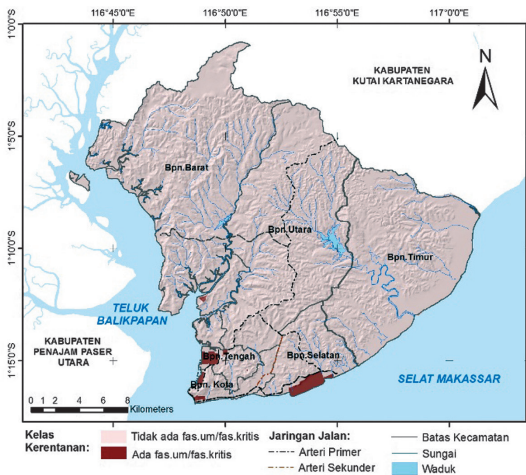 116°45'0"E 116°50'0"E 116°55'0"E 117°0'0"E
1°0'0"S
KABUPATEN
KUTAI KARTANEGARA
N
1°5'0"S
Bpn.Barat
Bpn.Utara
Bpn.Timur
1°10'0"S
TELUK
BALIKPAPAN
KABUPATEN
PENAJAM PASER
UTARA
1°15'0"S
Bpn.Tengah
Bpn.Selatan
Bpn. Kota
SELAT MAKASSAR
0 1 2 4 6 8
Kilometers
Kelas
Kerentanan:
Tidak ada fas.um/fas.kritis
Ada fas.um/fas.kritis
Jaringan Jalan:
Arteri Primer
Arteri Sekunder
Batas Kecamatan
Sungai
Waduk